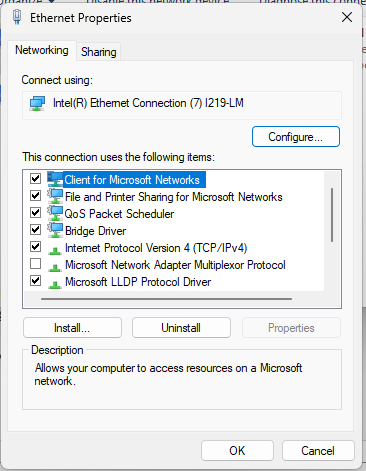 Ethernet Properties
Networking
Sharing
Connect using:
Intel(R) Ethernet Connection (7) I219-LM
Configure...
This connection uses the following items:
Client for Microsoft Networks
File and Printer Sharing for Microsoft Networks
QoS Packet Scheduler
Bridge Driver
Internet Protocol Version 4 (TCP/IPv4)
Microsoft Network Adapter Multiplexor Protocol
Microsoft LLDP Protocol Driver
Install...
Uninstall
Properties
Description
Allows your computer to access resources on a Microsoft
network.
OK
Cancel